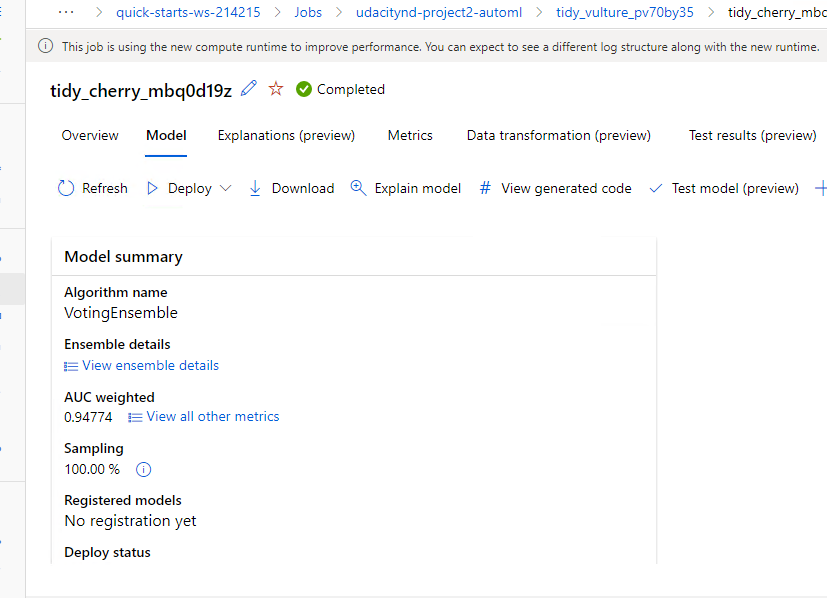 ··· > quick-starts-ws-214215 > Jobs > udacitynd-project2-automl > tidy_vulture_pv70by35 > tidy_cherry_mbq
This job is using the new compute runtime to improve performance. You can expect to see a different log structure along with the new runtime.
tidy_cherry_mbq0d19z Completed
Overview Model Explanations (preview) Metrics Data transformation (preview) Test results (preview)
Refresh Deploy Download Explain model # View generated code Test model (preview) +
Model summary
Algorithm name
VotingEnsemble
Ensemble details
View ensemble details
AUC weighted
0.94774 View all other metrics
Sampling
100.00 %
Registered models
No registration yet
Deploy status